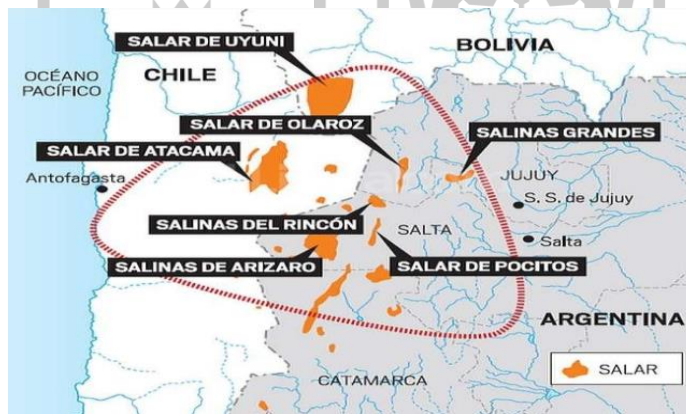 SALAR DE UYUNI
BOLIVIA
OCÉANO
PACÍFICO
CHILE
SALAR DE OLAROZ
SALINAS GRANDES
SALAR DE ATACAMA
JUJUY
Antofagasta
S. S. de Jujuy
SALINAS DEL RINCÓN
SALTA
Salta
SALINAS DE ARIZARO
SALAR DE POCITOS
ARGENTINA
SALAR
CATAMARCA